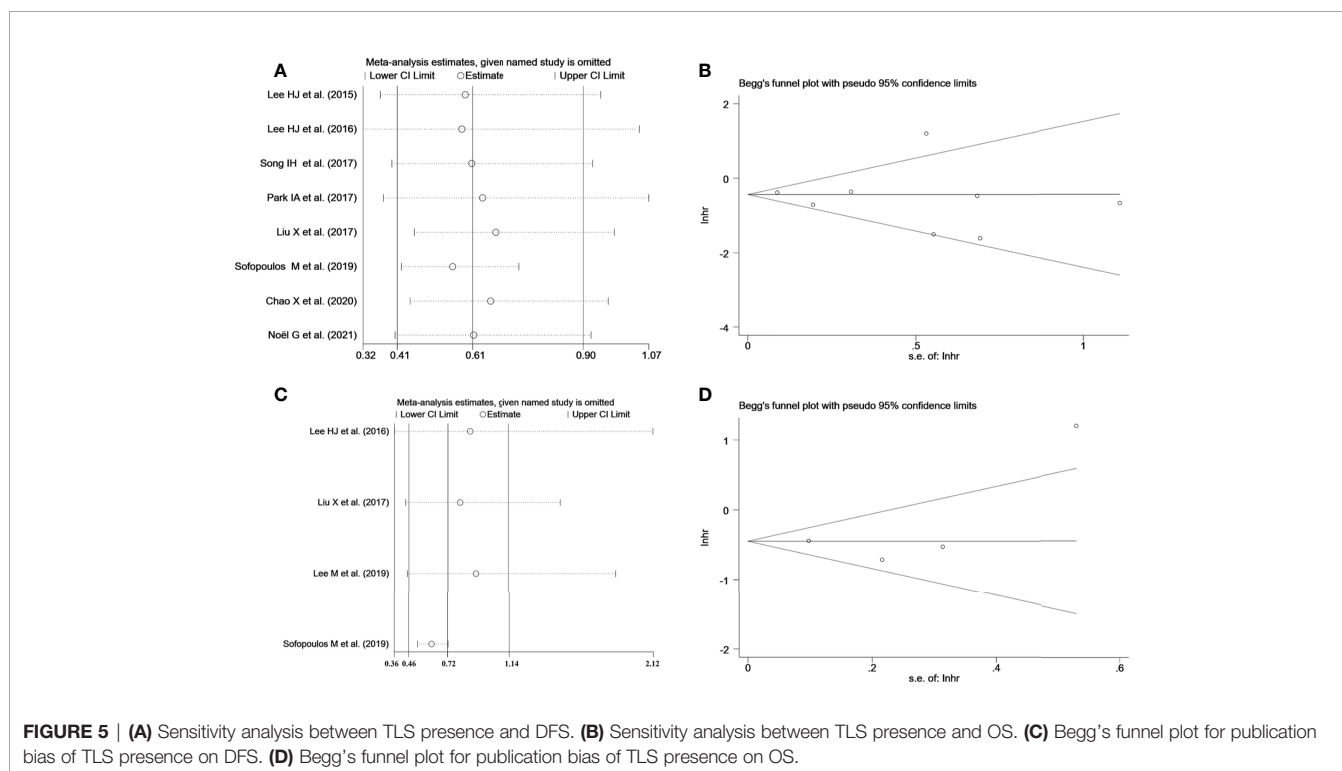 A
Meta-analysis estimates, given named study is omitted
Lower CI Limit Estimate Upper CI Limit
Lee HJ et al. (2015)
Lee HJ et al. (2016)
Song IH et al. (2017)
Park IA et al. (2017)
Liu X et al. (2017)
Sofopoulos M et al. (2019)
Chao X et al. (2020)
Noël G et al. (2021)
0.32 0.41 0.61 0.90 1.07
B
Begg's funnel plot with pseudo 95% confidence limits
lnhr
2
0
-2
-4
0 .5 1
s.e. of: lnhr
C
Meta-analysis estimates, given named study is omitted
Lower CI Limit Estimate Upper CI Limit
Lee HJ et al. (2016)
Liu X et al. (2017)
Lee M et al. (2019)
Sofopoulos M et al. (2019)
0.36 0.46 0.72 1.14 2.12
D
Begg's funnel plot with pseudo 95% confidence limits
lnhr
1
0
-1
-2
0 .2 .4 .6
s.e. of: lnhr
FIGURE 5 | (A) Sensitivity analysis between TLS presence and DFS. (B) Sensitivity analysis between TLS presence and OS. (C) Begg's funnel plot for publication
bias of TLS presence on DFS. (D) Begg's funnel plot for publication bias of TLS presence on OS.